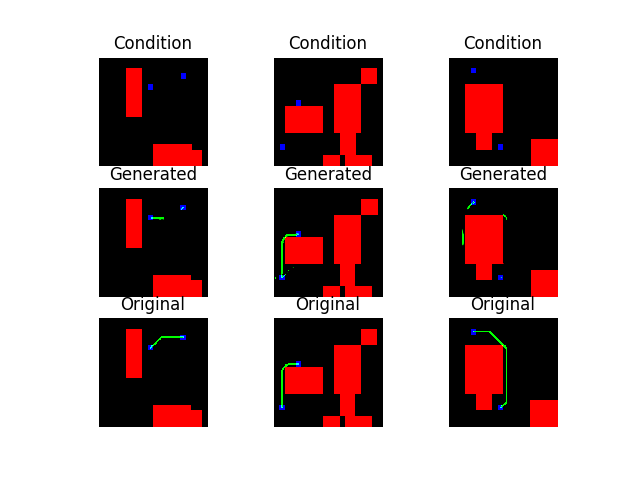 Condition Condition Condition
Generated Generated Generated
Original Original Original